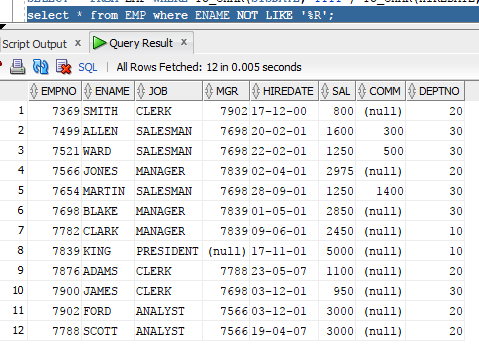 select * from EMP where ENAME NOT LIKE '%R';
Script Output × Query Result ×
SQL | All Rows Fetched: 12 in 0.005 seconds
EMPNO ENAME JOB MGR HIREDATE SAL COMM DEPTNO
1 7369 SMITH CLERK 7902 17-12-00 800 (null) 20
2 7499 ALLEN SALESMAN 7698 20-02-01 1600 300 30
3 7521 WARD SALESMAN 7698 22-02-01 1250 500 30
4 7566 JONES MANAGER 7839 02-04-01 2975 (null) 20
5 7654 MARTIN SALESMAN 7698 28-09-01 1250 1400 30
6 7698 BLAKE MANAGER 7839 01-05-01 2850 (null) 30
7 7782 CLARK MANAGER 7839 09-06-01 2450 (null) 10
8 7839 KING PRESIDENT (null) 17-11-01 5000 (null) 10
9 7876 ADAMS CLERK 7788 23-05-07 1100 (null) 20
10 7900 JAMES CLERK 7698 03-12-01 950 (null) 30
11 7902 FORD ANALYST 7566 03-12-01 3000 (null) 20
12 7788 SCOTT ANALYST 7566 19-04-07 3000 (null) 20